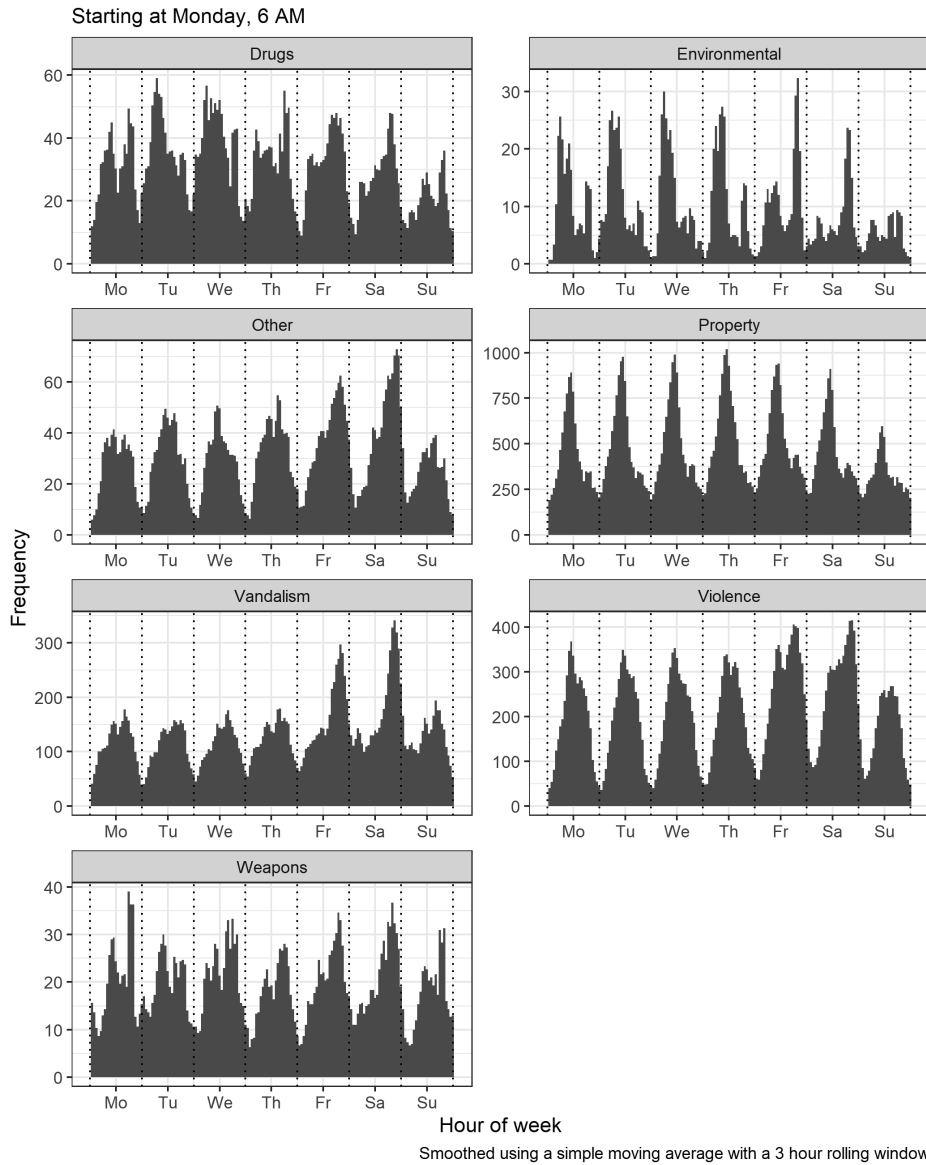 Starting at Monday, 6 AM
Drugs
Environmental
60
40
20
0
30
20
10
0
Mo Tu We Th Fr Sa Su
Mo Tu We Th Fr Sa Su
Other
Property
60
40
20
0
1000
750
500
250
0
Mo Tu We Th Fr Sa Su
Mo Tu We Th Fr Sa Su
Frequency
Vandalism
Violence
300
200
100
0
400
300
200
100
0
Mo Tu We Th Fr Sa Su
Mo Tu We Th Fr Sa Su
Weapons
40
30
20
10
0
Mo Tu We Th Fr Sa Su
Hour of week
Smoothed using a simple moving average with a 3 hour rolling window